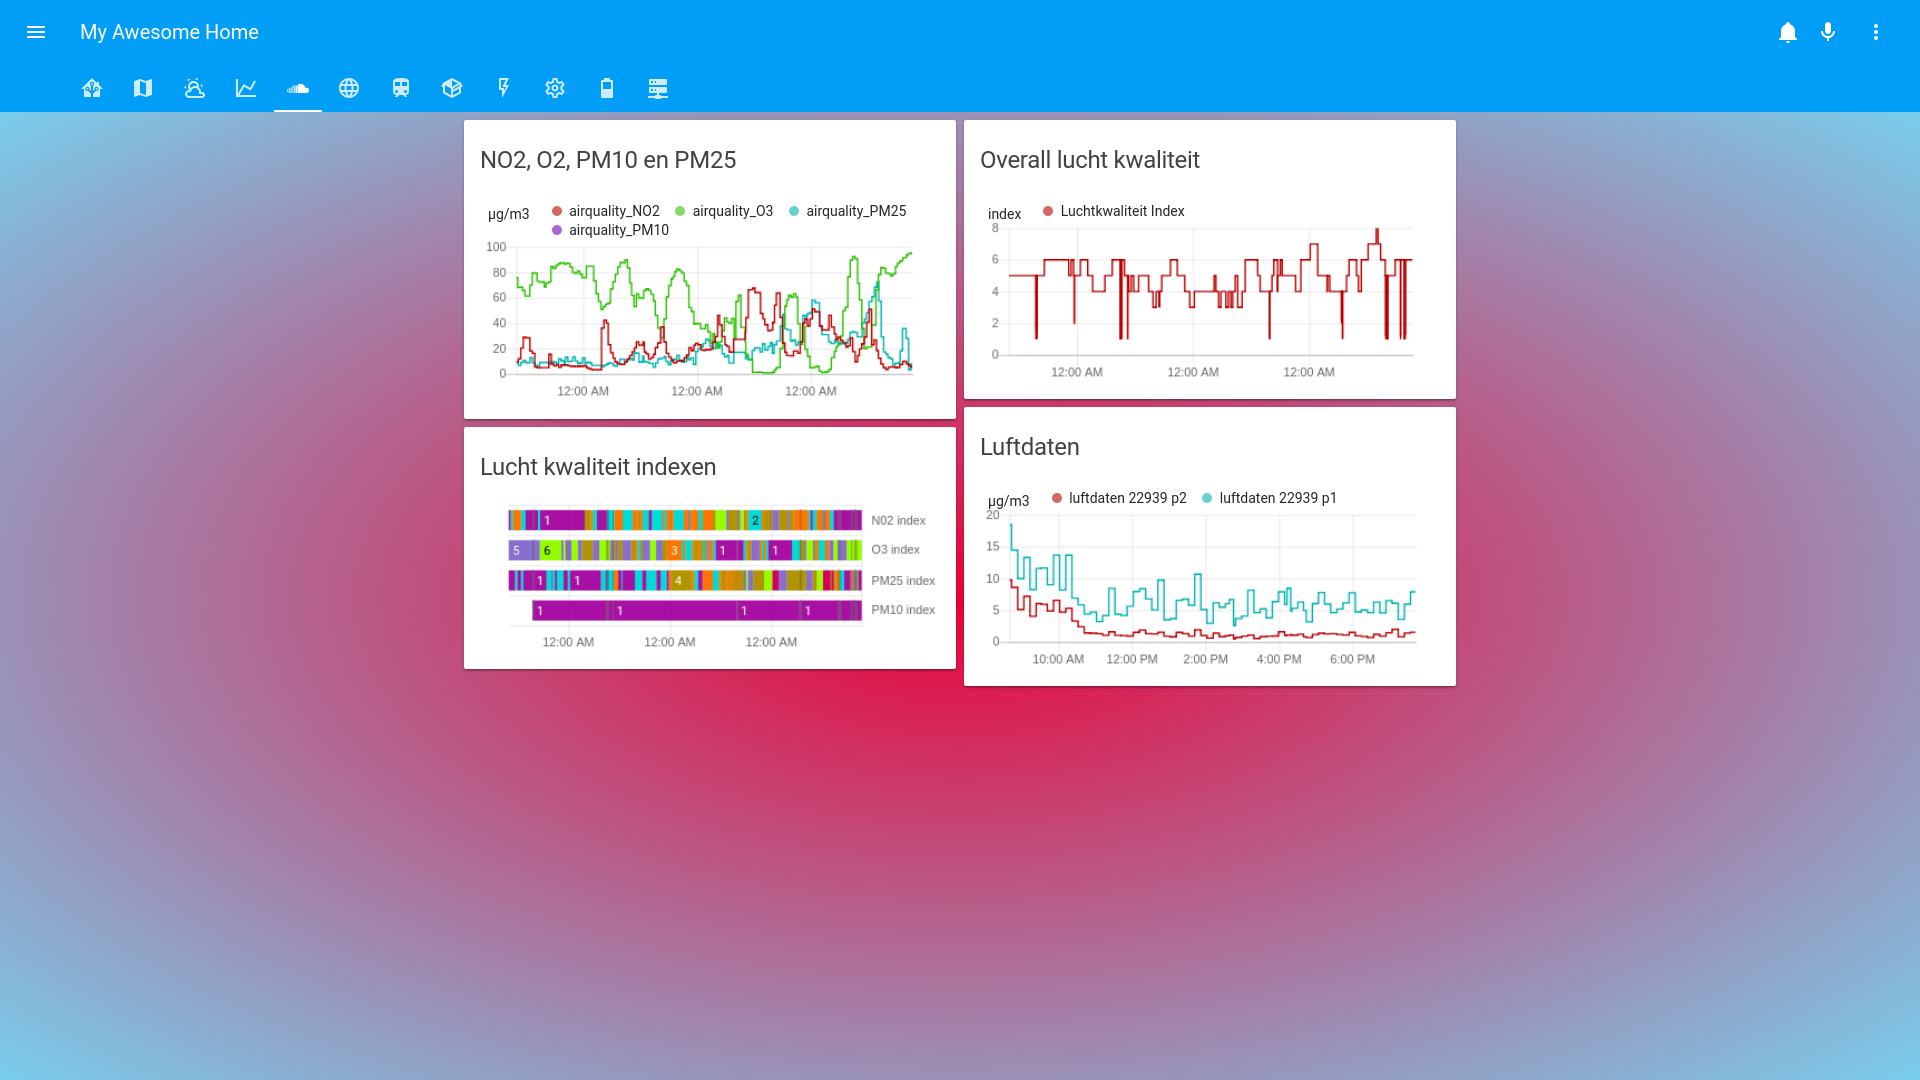 My Awesome Home
NO2, O2, PM10 en PM25
µg/m3
airquality_NO2 airquality_O3 airquality_PM25
airquality_PM10
100
80
60
40
20
0
12:00 AM 12:00 AM 12:00 AM
Lucht kwaliteit indexen
1 2 N02 index
5 6 3 1 1 O3 index
1 1 4 PM25 index
1 1 1 1 PM10 index
12:00 AM 12:00 AM 12:00 AM
Overall lucht kwaliteit
index
Luchtkwaliteit Index
8
6
4
2
0
12:00 AM 12:00 AM 12:00 AM
Luftdaten
µg/m3
luftdaten 22939 p2 luftdaten 22939 p1
20
15
10
5
0
10:00 AM 12:00 PM 2:00 PM 4:00 PM 6:00 PM